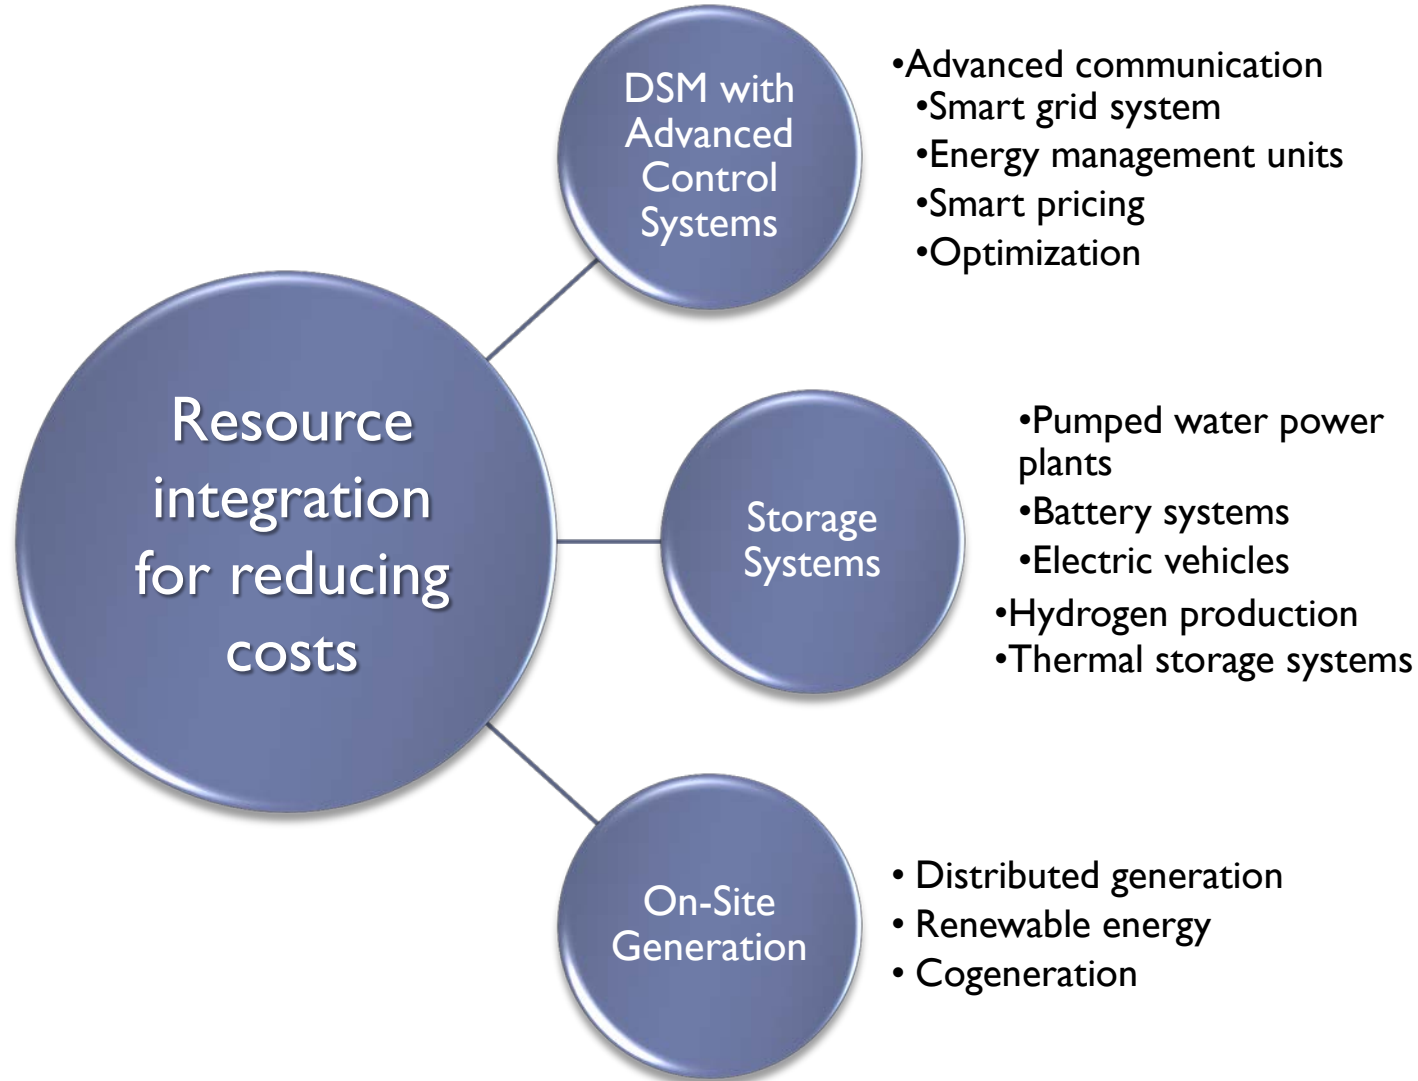 Resource
integration
for reducing
costs
DSM with
Advanced
Control
Systems
•Advanced communication
•Smart grid system
•Energy management units
•Smart pricing
•Optimization
Storage
Systems
•Pumped water power
plants
•Battery systems
•Electric vehicles
•Hydrogen production
•Thermal storage systems
On-Site
Generation
• Distributed generation
• Renewable energy
• Cogeneration